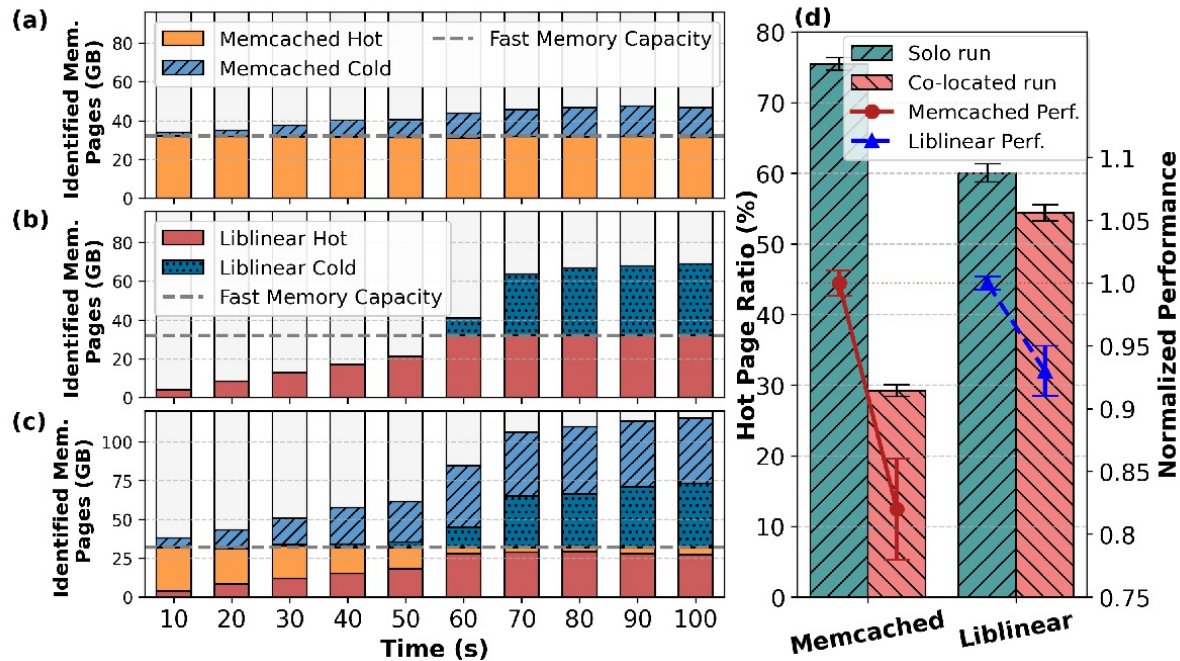 (a)
Identified Mem.
Pages (GB)
80
60
40
20
0
Memcached Hot
Memcached Cold
Fast Memory Capacity
(b)
Identified Mem.
Pages (GB)
80
60
40
20
0
Liblinear Hot
Liblinear Cold
Fast Memory Capacity
(c)
Identified Mem.
Pages (GB)
100
75
50
25
0
10 20 30 40 50 60 70 80 90 100
Time (s)
(d)
Hot Page Ratio (%)
80
70
60
50
40
30
20
10
0
Solo run
Co-located run
Memcached Perf.
Liblinear Perf.
1.1
1.05
1.0
0.95
0.9
0.85
0.8
0.75
Normalized Performance
Memcached
Liblinear